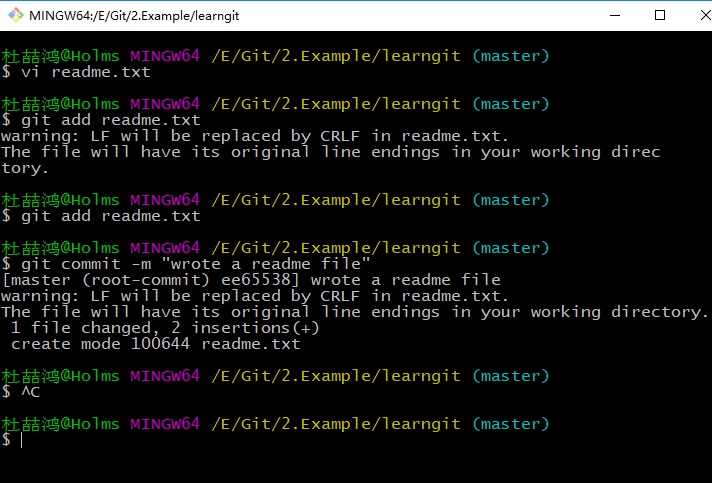 MINGW64:/E/Git/2.Example/learngit
杜喆鸿@Holms MINGW64 /E/Git/2.Example/learngit (master)
$ vi readme.txt
杜喆鸿@Holms MINGW64 /E/Git/2.Example/learngit (master)
$ git add readme.txt
warning: LF will be replaced by CRLF in readme.txt.
The file will have its original line endings in your working direc
tory.
杜喆鸿@Holms MINGW64 /E/Git/2.Example/learngit (master)
$ git add readme.txt
杜喆鸿@Holms MINGW64 /E/Git/2.Example/learngit (master)
$ git commit -m "wrote a readme file"
[master (root-commit) ee65538] wrote a readme file
warning: LF will be replaced by CRLF in readme.txt.
The file will have its original line endings in your working directory.
 1 file changed, 2 insertions(+)
 create mode 100644 readme.txt
杜喆鸿@Holms MINGW64 /E/Git/2.Example/learngit (master)
$ ^C
杜喆鸿@Holms MINGW64 /E/Git/2.Example/learngit (master)
$